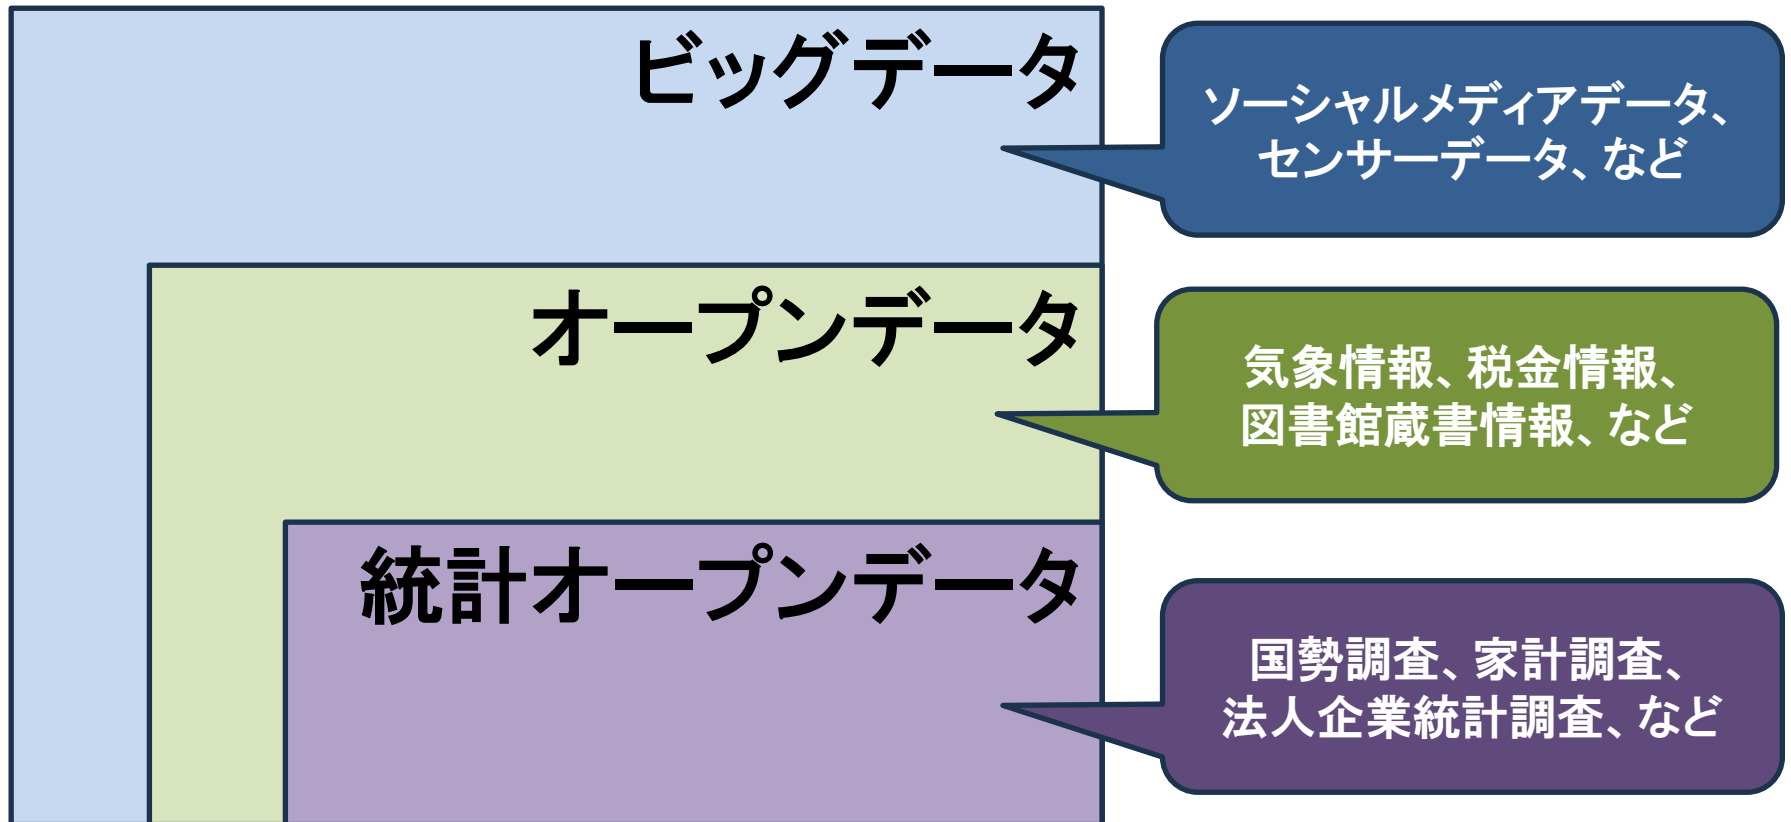 ビッグデータ
ソーシャルメディアデータ、
センサーデータ、など
オープンデータ
気象情報、税金情報、
図書館蔵書情報、など
統計オープンデータ
国勢調査、家計調査、
法人企業統計調査、など